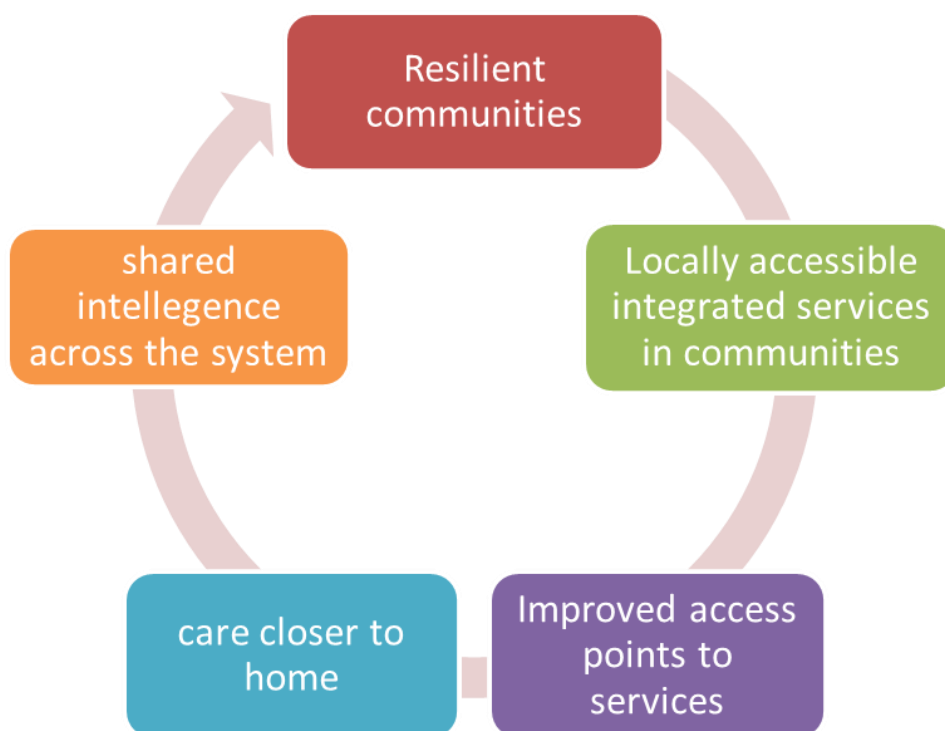 Resilient
communities
Locally accessible
integrated services
in communities
Improved access
points to
services
care closer to
home
shared
intellegence
across the system